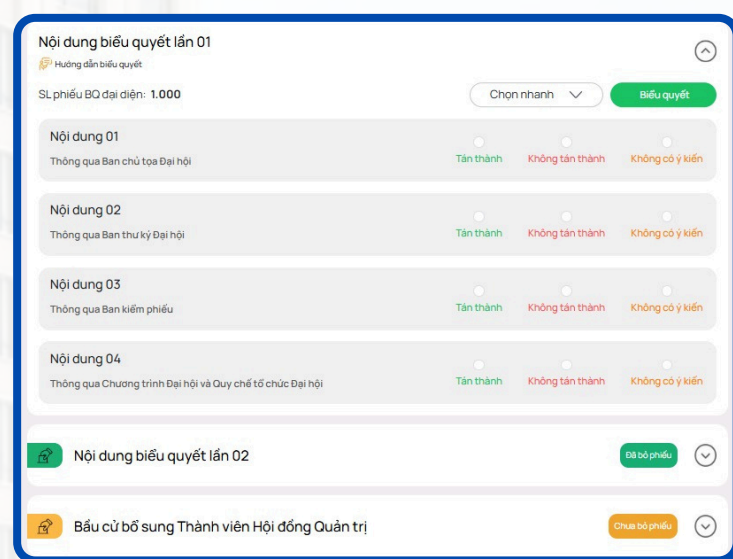 Nội dung biểu quyết lần 01
Hướng dẫn biểu quyết
SL phiếu BQ đại diện: 1.000
Chọn nhanh
Biểu quyết
Nội dung 01
Thông qua Ban chủ tọa Đại hội
Tán thành Không tán thành Không có ý kiến
Nội dung 02
Thông qua Ban thư ký Đại hội
Tán thành Không tán thành Không có ý kiến
Nội dung 03
Thông qua Ban kiểm phiếu
Tán thành Không tán thành Không có ý kiến
Nội dung 04
Thông qua Chương trình Đại hội và Quy chế tổ chức Đại hội
Tán thành Không tán thành Không có ý kiến
Nội dung biểu quyết lần 02
Đã bỏ phiếu
Bầu cử bổ sung Thành viên Hội đồng Quản trị
Chưa bỏ phiếu